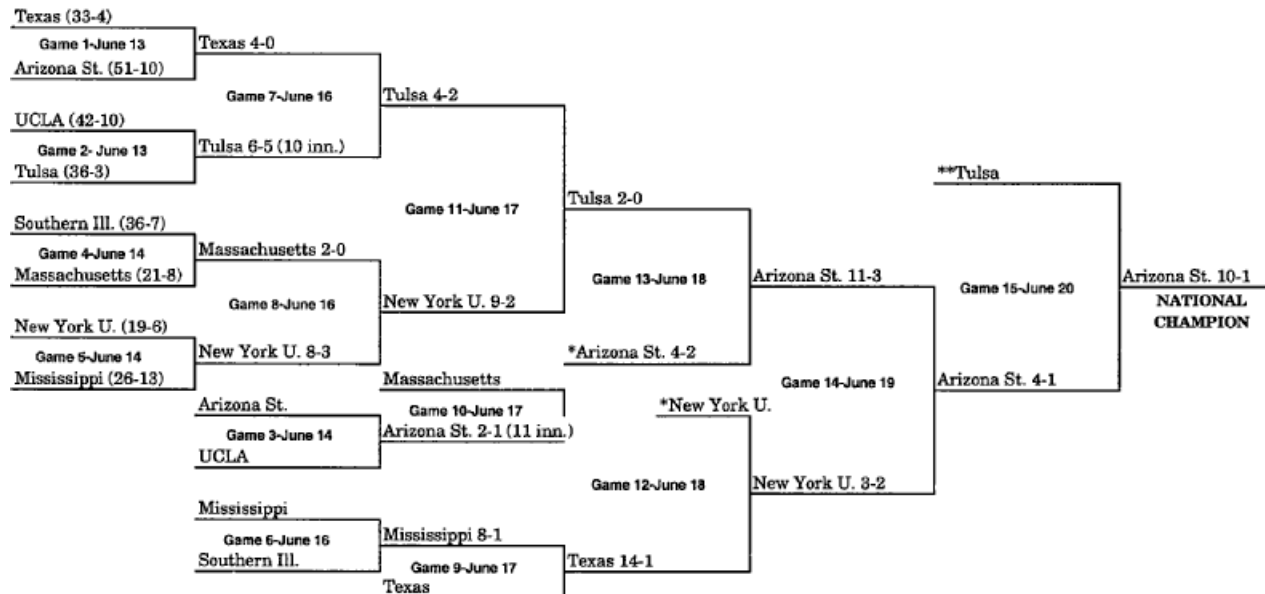 Texas (33-4)
Game 1-June 13
Arizona St. (51-10)
Texas 4-0
Game 7-June 16
UCLA (42-10)
Game 2- June 13
Tulsa (36-3)
Tulsa 6-5 (10 inn.)
Tulsa 4-2
Game 11-June 17
Southern Ill. (36-7)
Game 4-June 14
Massachusetts (21-8)
Massachusetts 2-0
Game 8-June 16
New York U. (19-6)
Game 5-June 14
Mississippi (26-13)
New York U. 8-3
New York U. 9-2
Tulsa 2-0
Game 13-June 18
*Arizona St. 4-2
Massachusetts
Game 10-June 17
Arizona St.
Game 3-June 14
UCLA
Arizona St. 2-1 (11 inn.)
Arizona St. 11-3
Game 14-June 19
*New York U.
Game 12-June 18
New York U. 3-2
Mississippi
Game 6-June 16
Southern Ill.
Mississippi 8-1
Game 9-June 17
Texas
Texas 14-1
**Tulsa
Game 15-June 20
Arizona St. 4-1
Arizona St. 10-1
NATIONAL
CHAMPION